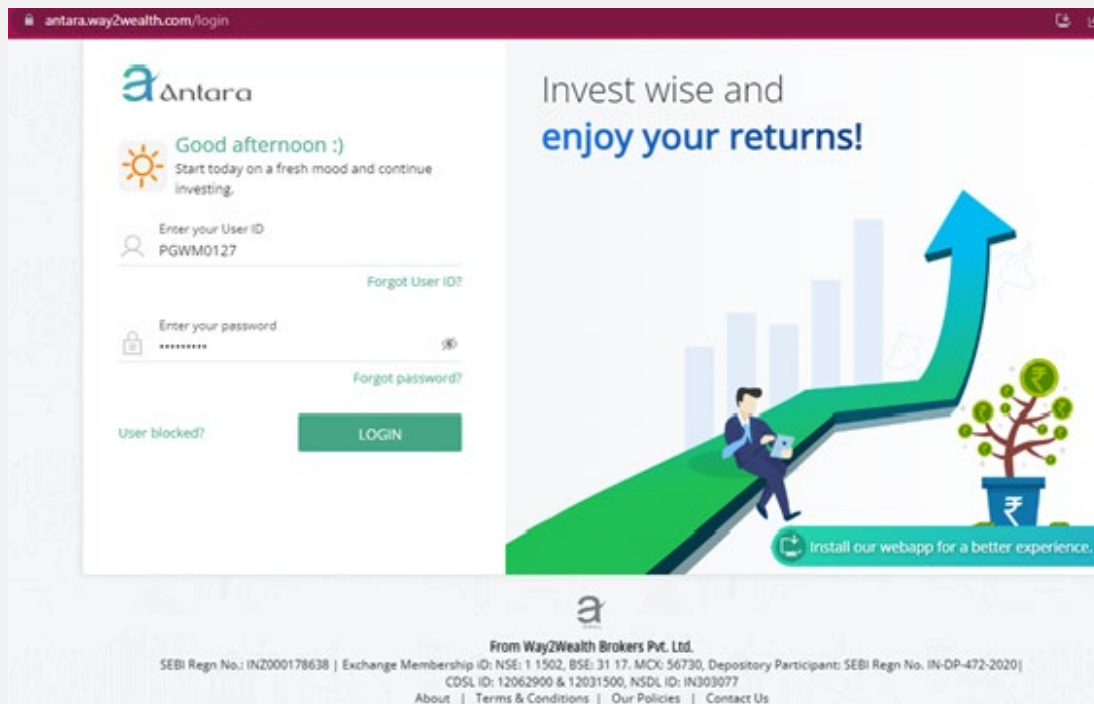 antara.way2wealth.com/login
a Antara
Good afternoon :)
Start today on a fresh mood and continue
investing.
Enter your User ID
PGWM0127
Forgot User ID?
Enter your password
•••••••••
Forgot password?
User blocked?
LOGIN
Invest wise and
enjoy your returns!
₹
₹
Install our webapp for a better experience.
a
From Way2Wealth Brokers Pvt. Ltd.
SEBI Regn No.: INZ000178638 | Exchange Membership ID: NSE: 1 1502, BSE: 31 17. MCX: 56730, Depository Participant: SEBI Regn No. IN-DP-472-2020|
CDSL ID: 12062900 & 12031500, NSDL ID: IN303077
About | Terms & Conditions | Our Policies | Contact Us